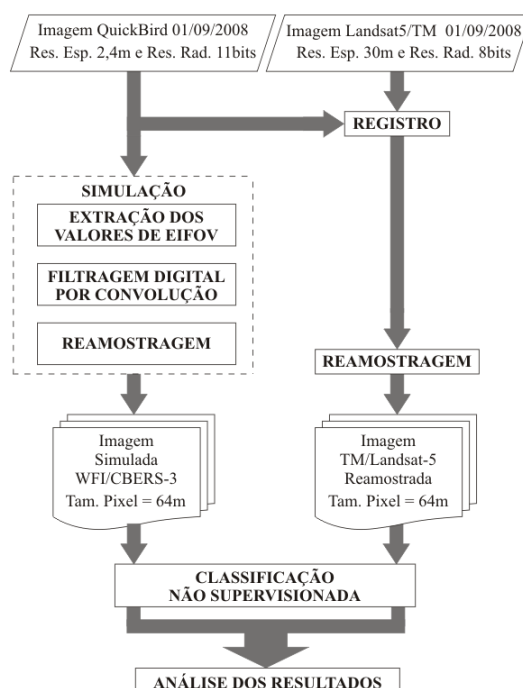 Imagem QuickBird 01/09/2008
Res. Esp. 2,4m e Res. Rad. 11bits
Imagem Landsat5/TM 01/09/2008
Res. Esp. 30m e Res. Rad. 8bits
REGISTRO
SIMULAÇÃO
EXTRAÇÃO DOS
VALORES DE EIFOV
FILTRAGEM DIGITAL
POR CONVOLUÇÃO
REAMOSTRAGEM
REAMOSTRAGEM
Imagem
Simulada
WFI/CBERS-3
Tam. Pixel = 64m
Imagem
TM/Landsat-5
Reamostrada
Tam. Pixel = 64m
CLASSIFICAÇÃO
NÃO SUPERVISIONADA
ANÁLISE DOS RESULTADOS